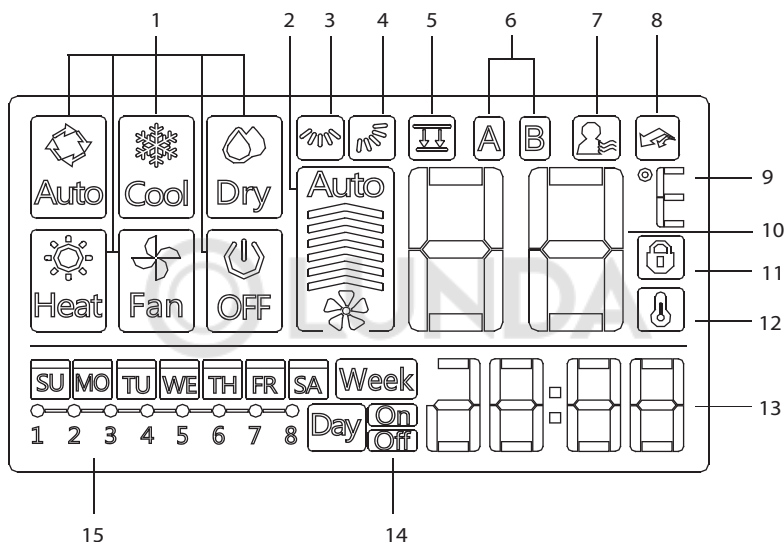 1 2 3 4 5 6 7 8
A B
Auto Cool Dry Auto
9
10
Heat Fan OFF
11
12
© LUNDA
SU MO TU WE TH FR SA Week
1 2 3 4 5 6 7 8
Day On
Off
13
15 14